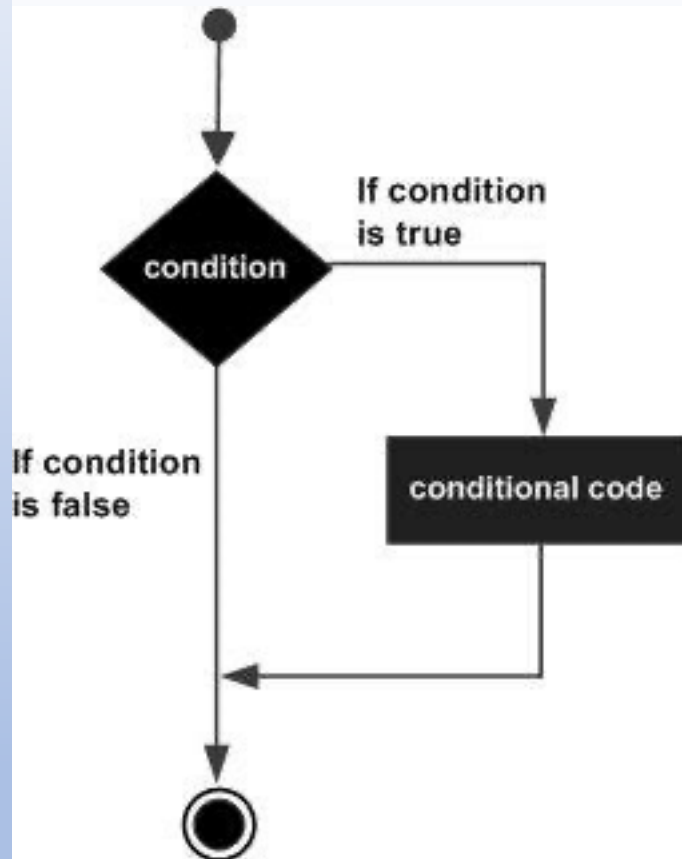 If condition
is true
condition
If condition
is false
conditional code